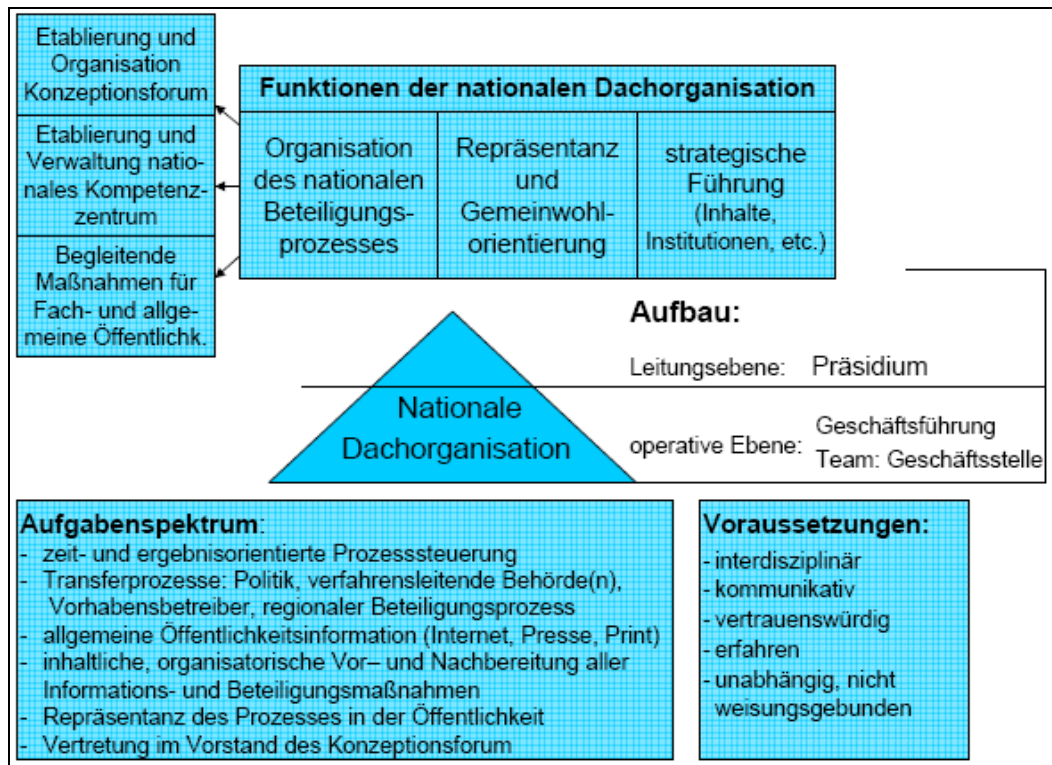 Etablierung und
Organisation
Konzeptionsforum
Etablierung und
Verwaltung natio-
nales Kompetenz-
zentrum
Begleitende
Maßnahmen für
Fach- und allge-
meine Öffentlichk.
Funktionen der nationalen Dachorganisation
Organisation
des nationalen
Beteiligungs-
prozesses
Repräsentanz
und
Gemeinwohl-
orientierung
strategische
Führung
(Inhalte,
Institutionen, etc.)
Aufbau:
Leitungsebene: Präsidium
Nationale
Dachorganisation
operative Ebene:
Geschäftsführung
Team: Geschäftsstelle
Aufgabenspektrum:
- zeit- und ergebnisorientierte Prozesssteuerung
- Transferprozesse: Politik, verfahrensleitende Behörde(n),
Vorhabensbetreiber, regionaler Beteiligungsprozess
- allgemeine Öffentlichkeitsinformation (Internet, Presse, Print)
- inhaltliche, organisatorische Vor– und Nachbereitung aller
Informations- und Beteiligungsmaßnahmen
- Repräsentanz des Prozesses in der Öffentlichkeit
- Vertretung im Vorstand des Konzeptionsforum
Voraussetzungen:
- interdisziplinär
- kommunikativ
- vertrauenswürdig
- erfahren
- unabhängig, nicht
weisungsgebunden